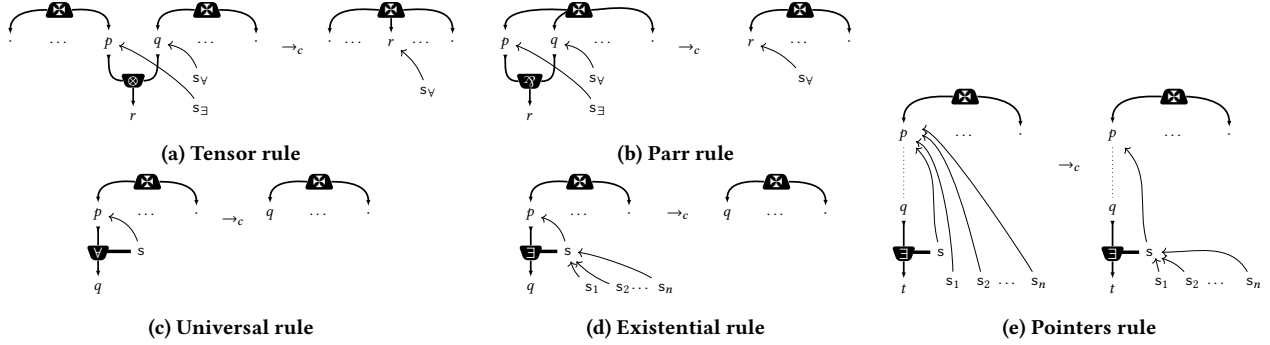 · ... p q ... · →c · ... r ... ·
s∀
s∃
⊗
r
s∀
(a) Tensor rule
p q ... · →c r ... ·
s∀
s∃
⅋
r
s∀
(b) Parr rule
p ... · →c q ... ·
∀ s
q
(c) Universal rule
p ... · →c q ... ·
∃ s
q s1 s2 ... sn
(d) Existential rule
p ... · →c p ... ·
q q
∃ s ∃ s
t s1 s2 ... sn t s1 s2 ... sn
(e) Pointers rule